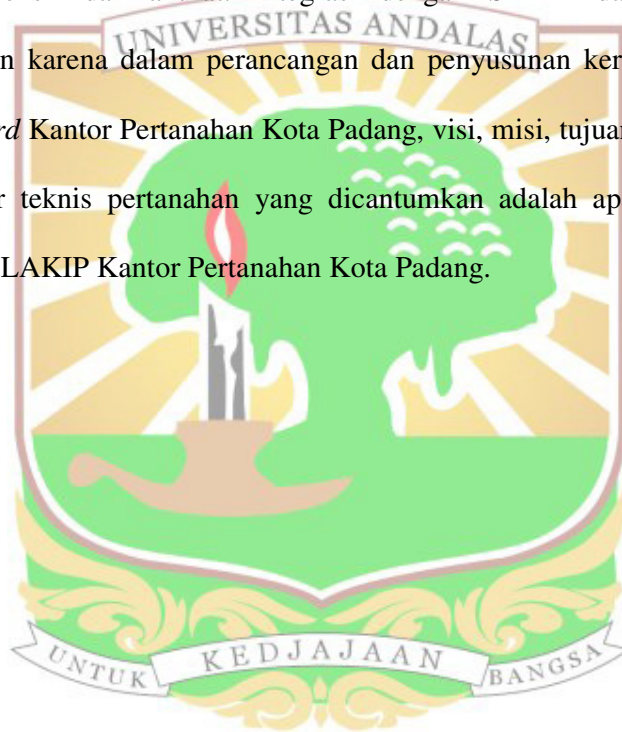 UNIVERSITAS ANDALAS
n karena dalam perancangan dan penyusunan ker
rd Kantor Pertanahan Kota Padang, visi, misi, tujuan
r teknis pertanahan yang dicantumkan adalah ap
LAKIP Kantor Pertanahan Kota Padang.
UNTUK KEDJAJAAN BANGSA